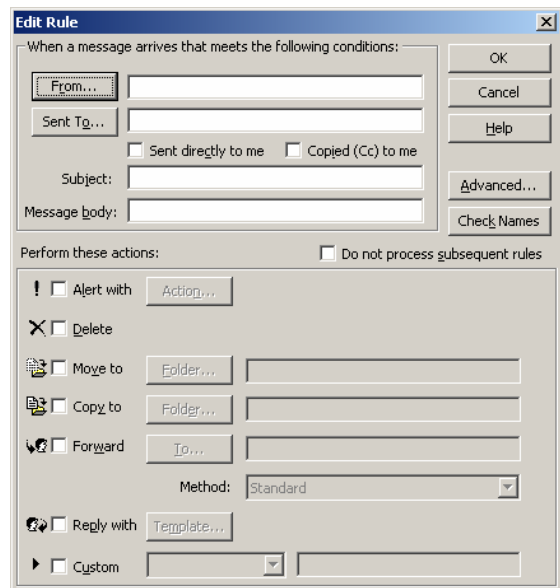 Edit Rule
When a message arrives that meets the following conditions:
OK
From...
Cancel
Sent To...
Help
Sent directly to me
Copied (Cc) to me
Subject:
Advanced...
Message body:
Check Names
Perform these actions:
Do not process subsequent rules
Alert with
Action...
Delete
Move to
Folder...
Copy to
Folder...
Forward
To...
Method:
Standard
Reply with
Template...
Custom